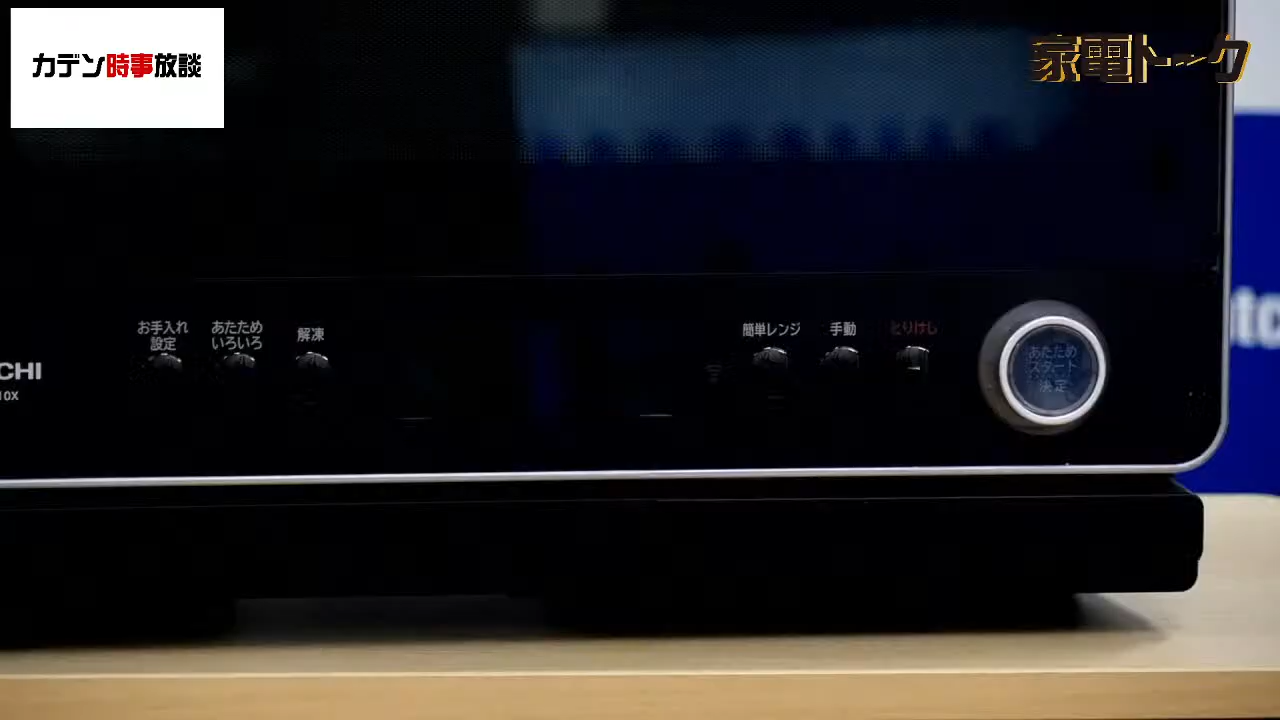 カデン時事放談
家電トーク
お手入れ
設定
あたため
いろいろ
解凍
簡単レンジ
手動
とりけし
あたため
スタート
決定
CHI
10X